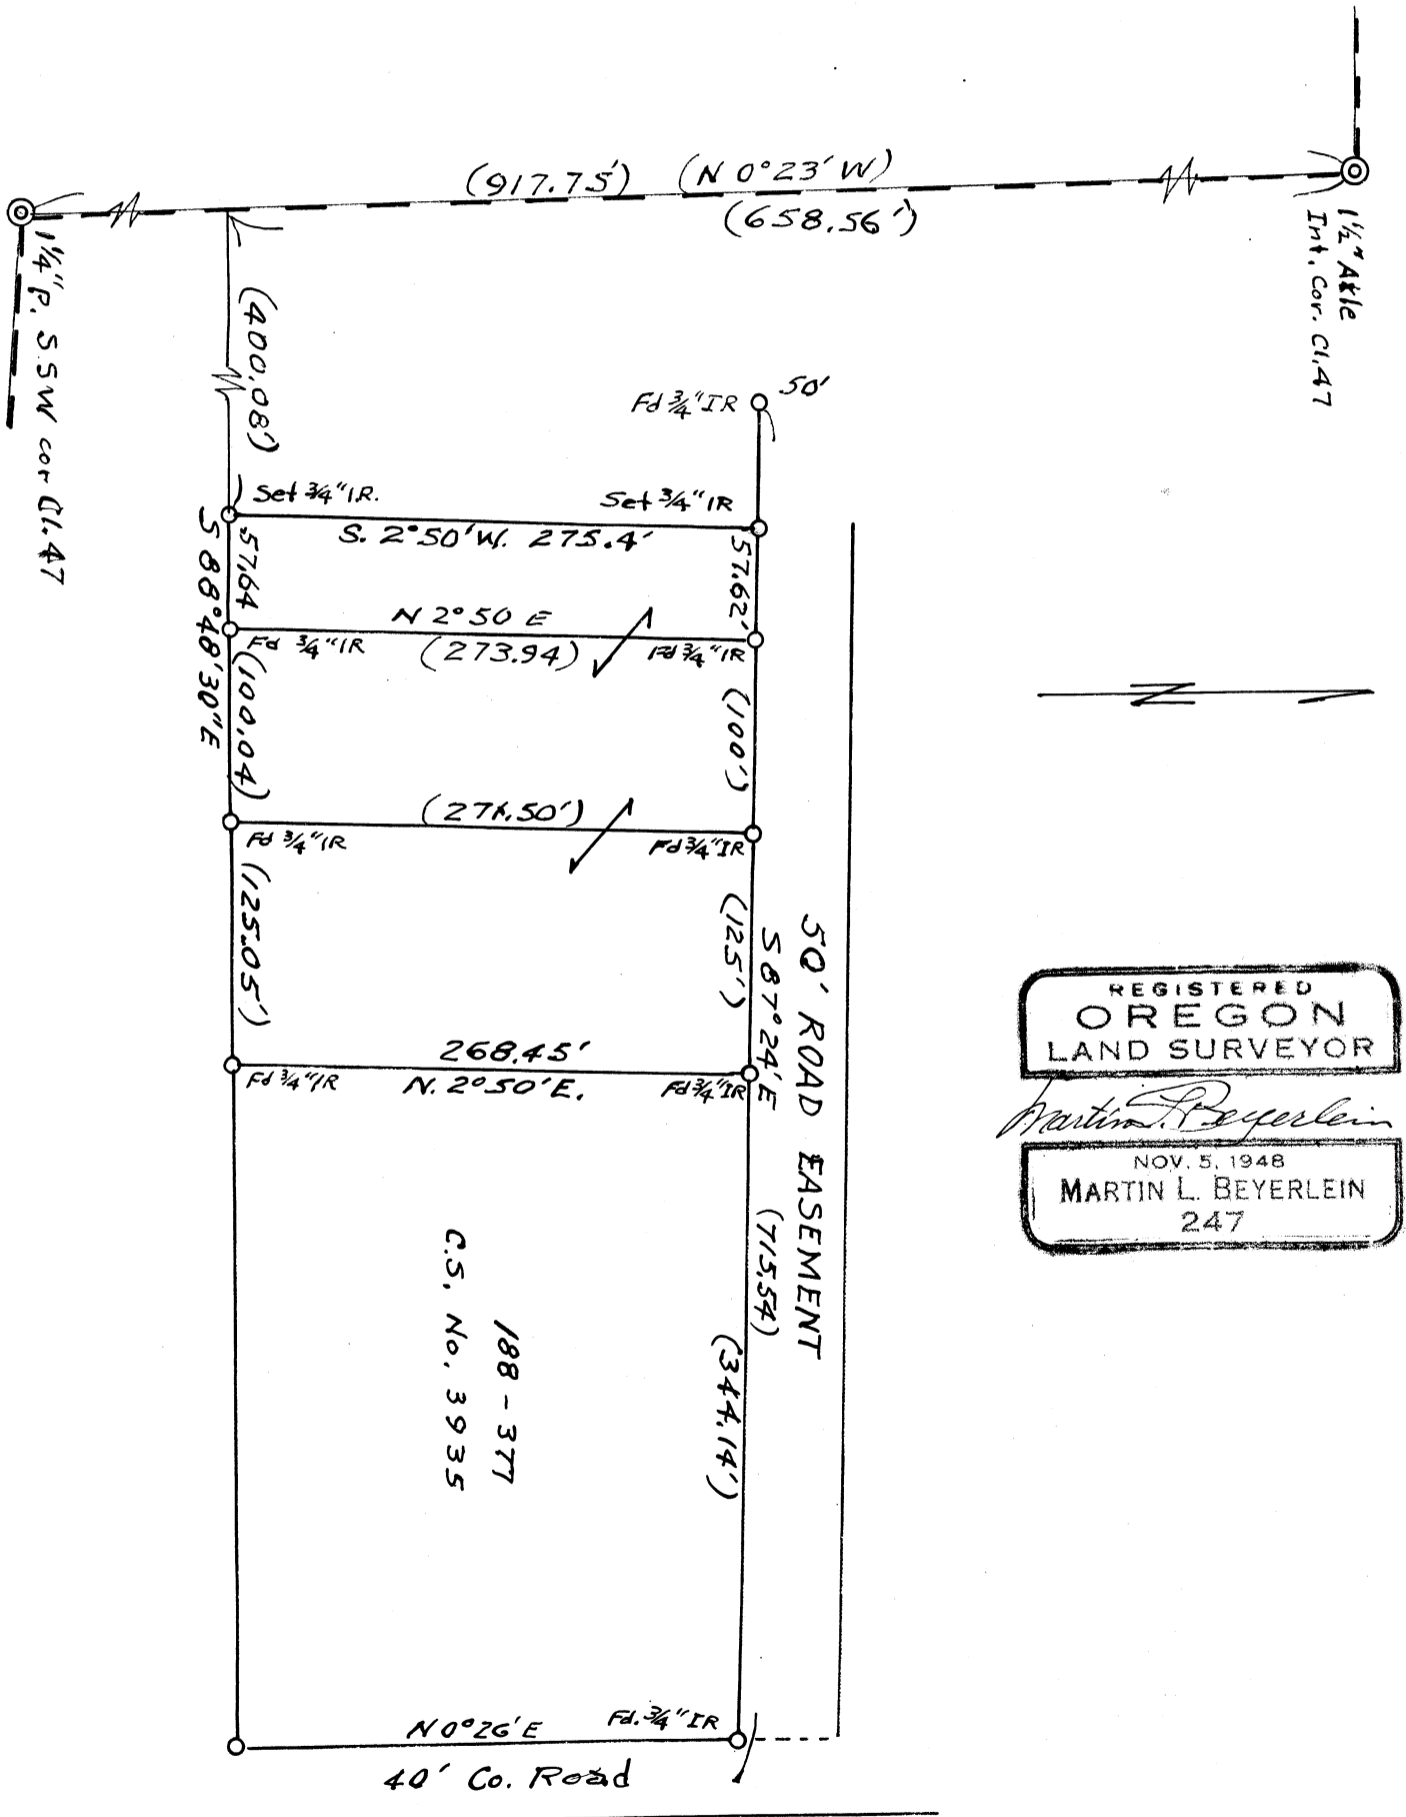 (917.75') (N 0°23' W)
(658.56')
1½" Axle
Int. Cor. Cl. 47
1¼" P. S.S.W cor Cl. 47
(400.08')
Fd ¾" IR
50'
Set ¾" I.R.
Set ¾" IR
S. 2°50' W. 275.4'
57.64
57.62'
S 88°48'30" E
N 2°50 E
Fd ¾" IR
(273.94)
Fd ¾" IR
(100.04)
(100')
Fd ¾" IR
Fd ¾" IR
(125.05')
(125')
S 87°24' E
(715.54)
50' ROAD EASEMENT
268.45'
N. 2°50' E.
Fd ¾" IR
Fd ¾" IR
(344.14')
188 - 377
C.S. No. 3935
N 0°26' E
Fd. ¾" IR
40' Co. Road
N
REGISTERED
OREGON
LAND SURVEYOR
Martin L. Beyerlein
NOV. 5, 1948
MARTIN L. BEYERLEIN
247